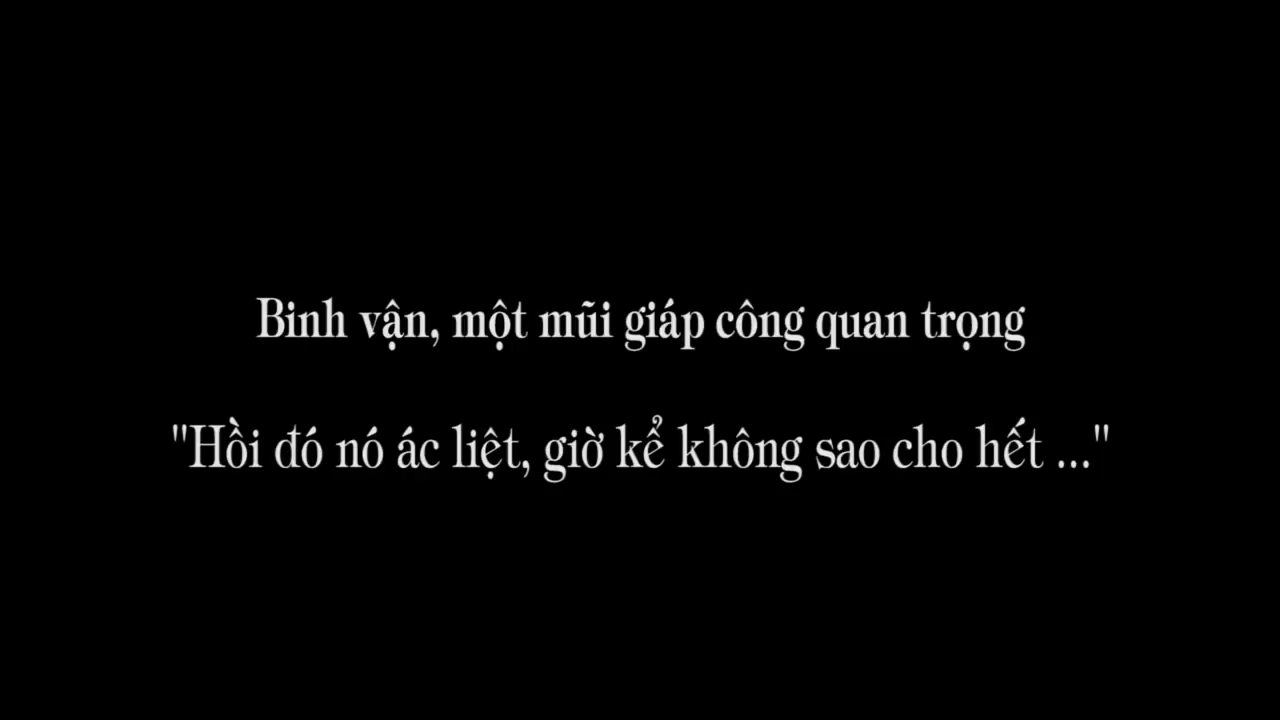 Binh vận, một mũi giáp công quan trọng
"Hồi đó nó ác liệt, giờ kể không sao cho hết ..."